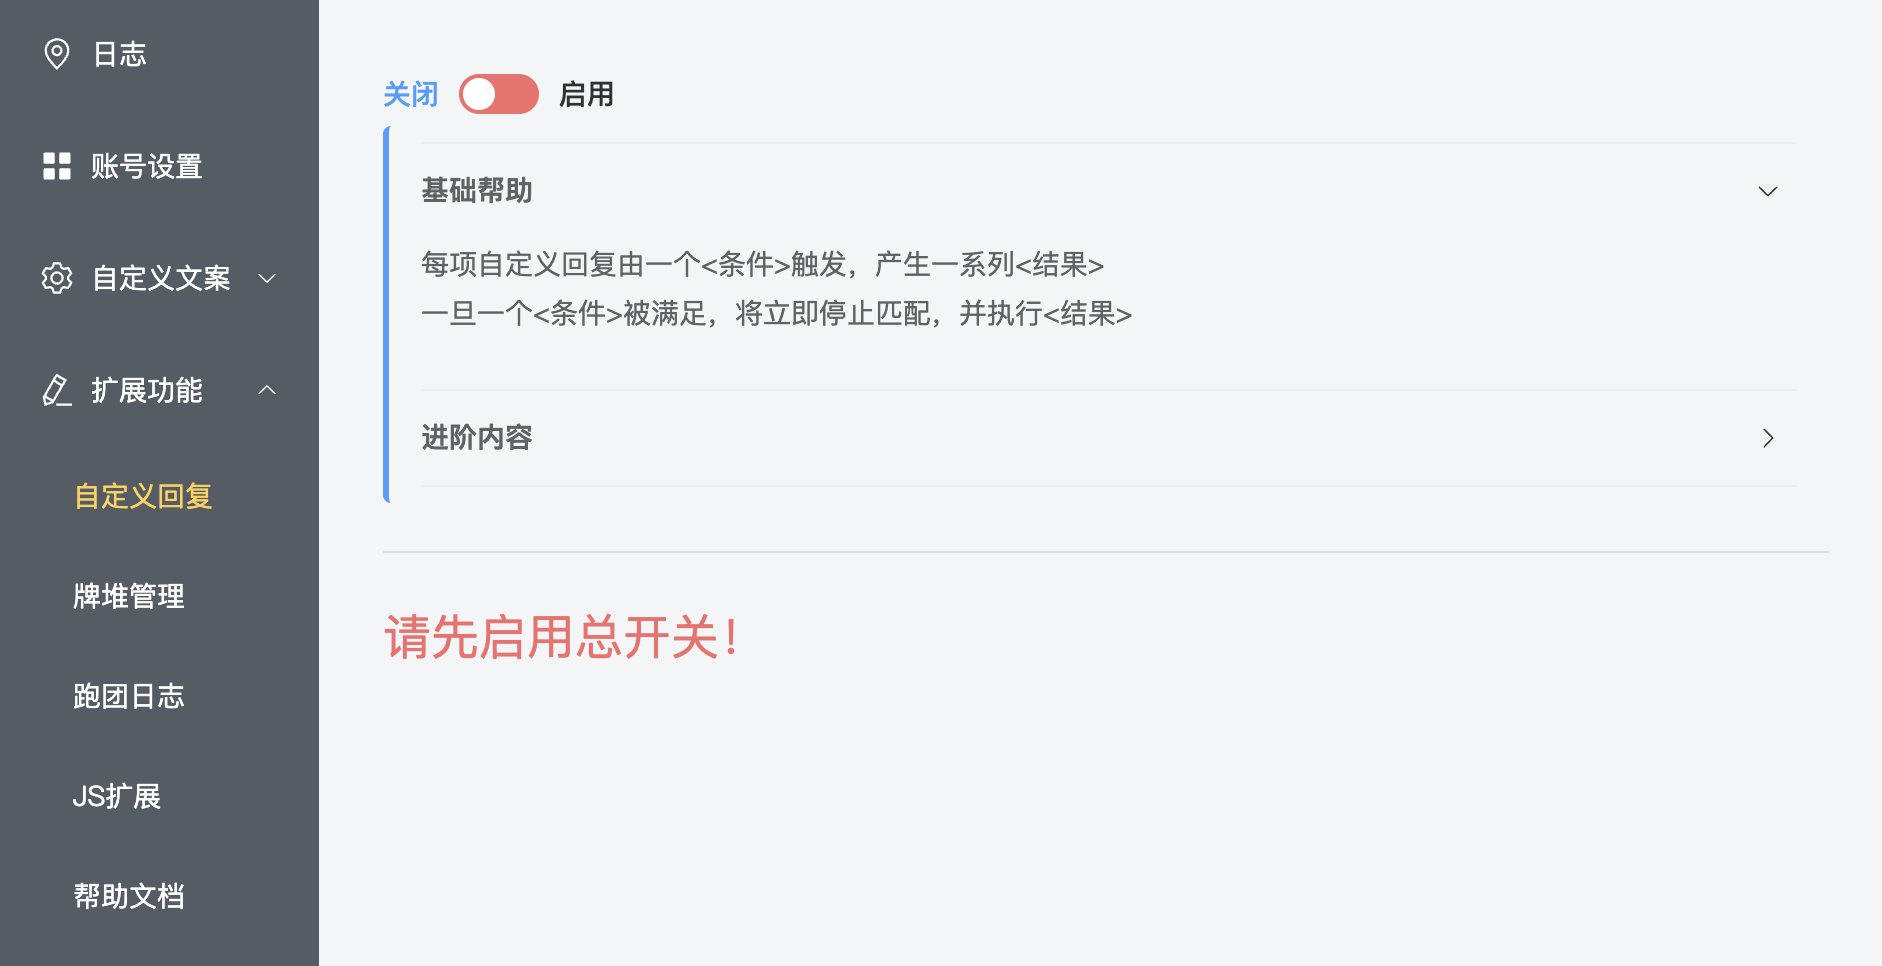 日志
账号设置
自定义文案
扩展功能
自定义回复
牌堆管理
跑团日志
JS扩展
帮助文档
关闭 启用
基础帮助
每项自定义回复由一个<条件>触发，产生一系列<结果>
一旦一个<条件>被满足，将立即停止匹配，并执行<结果>
进阶内容
请先启用总开关！